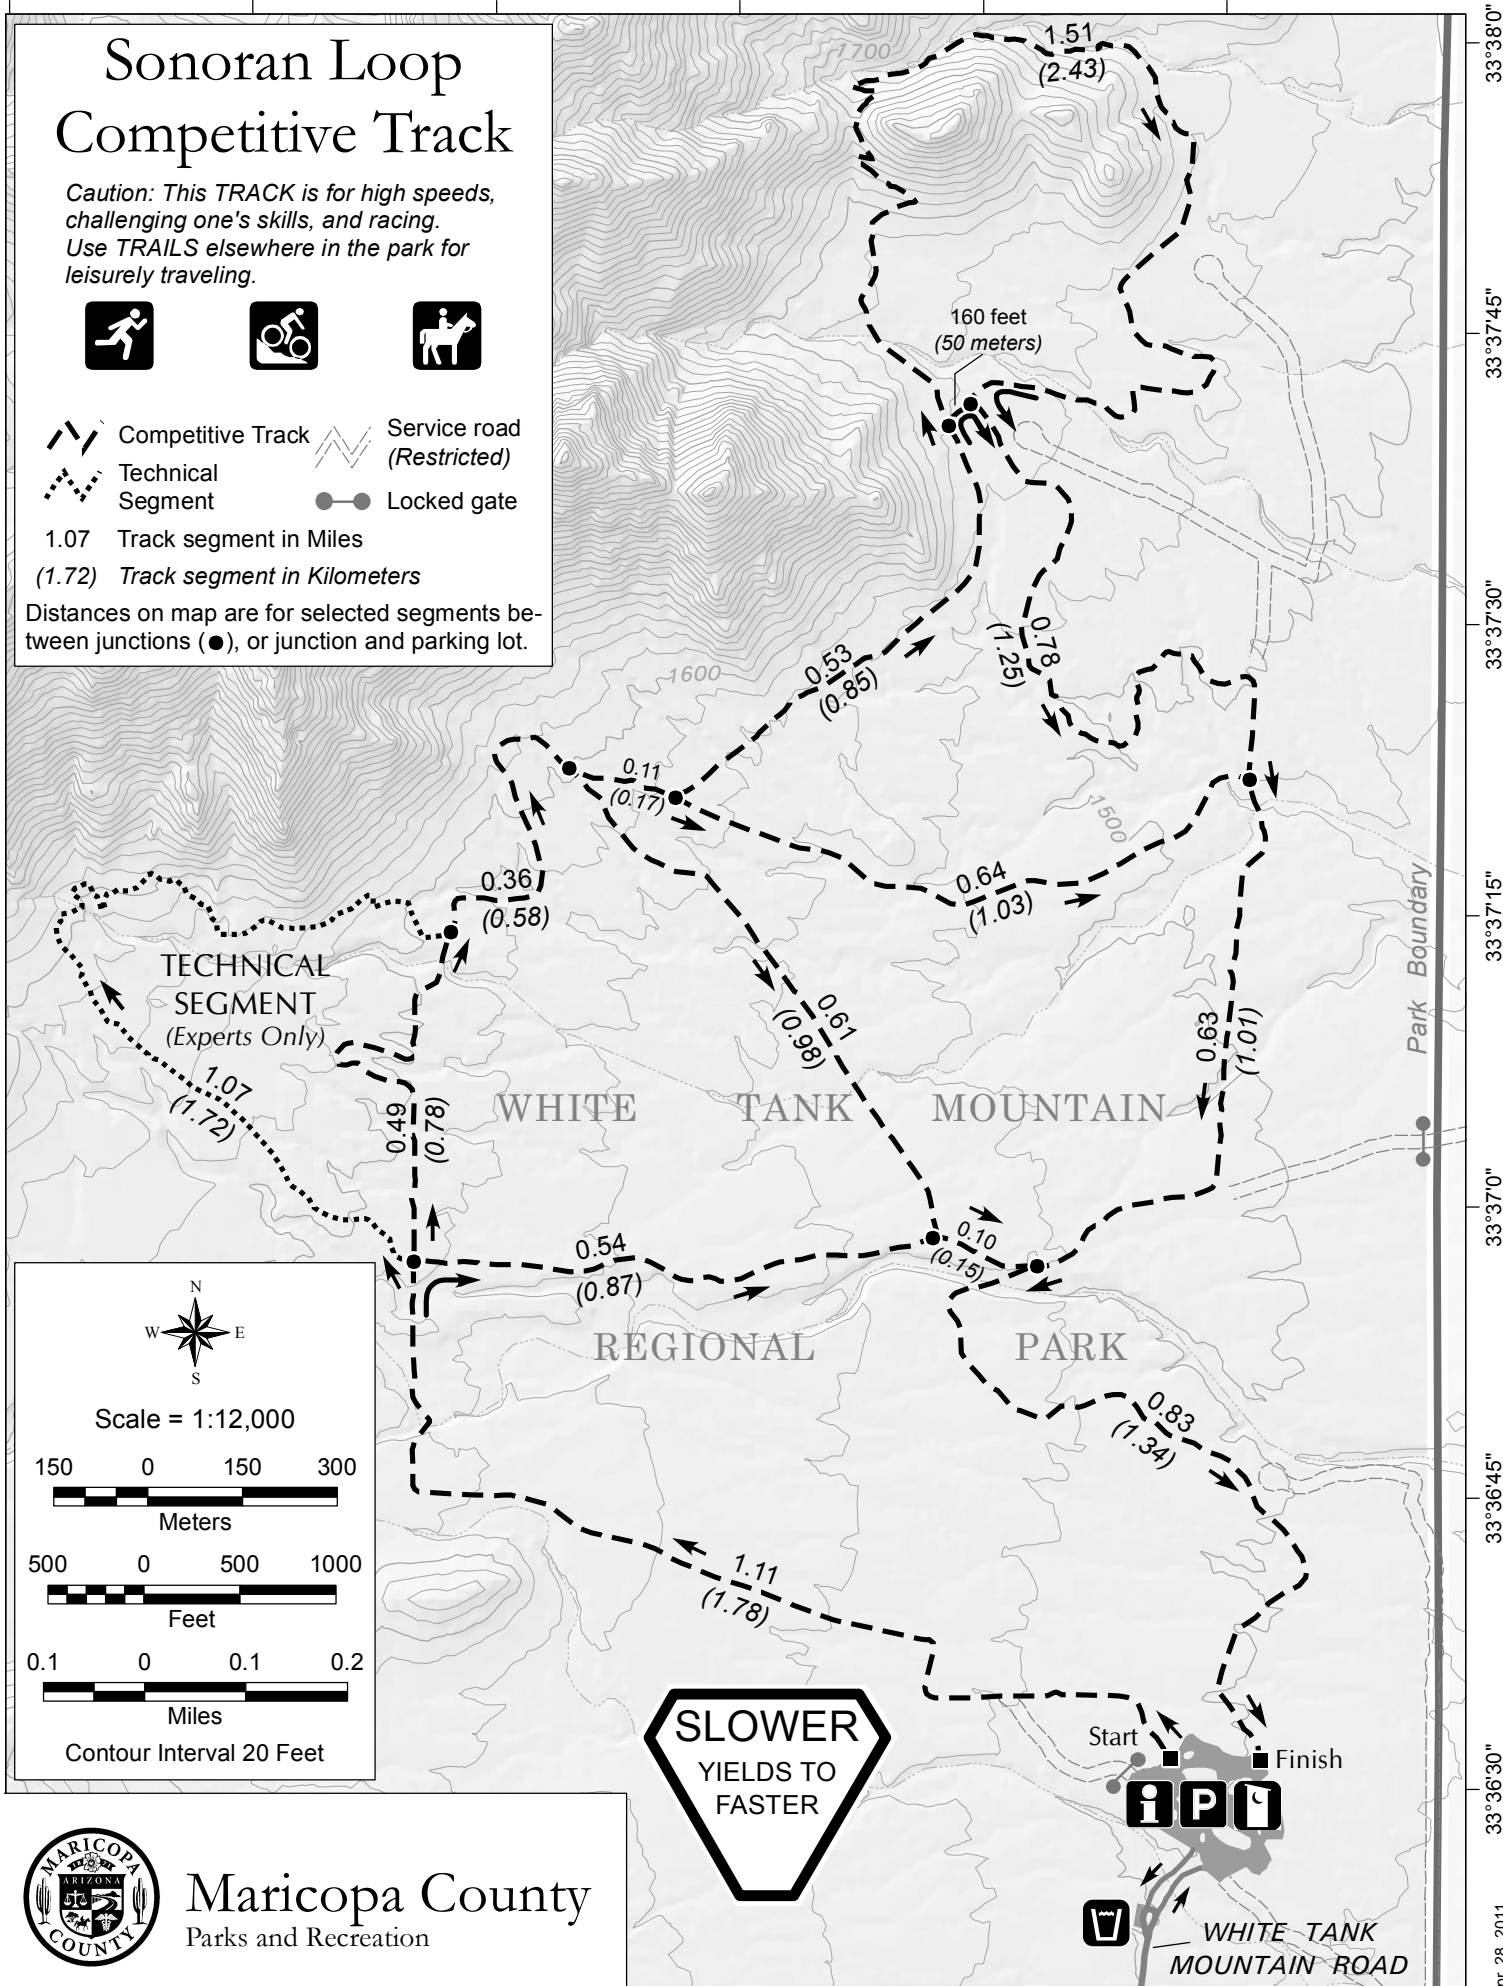 Sonoran Loop
Competitive Track
Caution: This TRACK is for high speeds,
challenging one's skills, and racing.
Use TRAILS elsewhere in the park for
leisurely traveling.
Competitive Track
Service road
(Restricted)
Technical
Segment
Locked gate
1.07 Track segment in Miles
(1.72) Track segment in Kilometers
Distances on map are for selected segments be-
tween junctions (●), or junction and parking lot.
1700
1.51
(2.43)
33°38'0"
33°37'45"
160 feet
(50 meters)
33°37'30"
0.53
(0.85)
0.78
(1.25)
1600
0.11
(0.17)
1500
0.36
(0.58)
0.64
(1.03)
33°37'15"
Park Boundary
TECHNICAL
SEGMENT
(Experts Only)
1.07
(1.72)
0.49
(0.78)
0.61
(0.98)
0.63
(1.01)
WHITE TANK MOUNTAIN
33°37'0"
0.54
(0.87)
0.10
(0.15)
REGIONAL PARK
0.83
(1.34)
33°36'45"
N
W E
S
Scale = 1:12,000
150 0 150 300
Meters
500 0 500 1000
Feet
0.1 0 0.1 0.2
Miles
Contour Interval 20 Feet
1.11
(1.78)
SLOWER
YIELDS TO
FASTER
Start
Finish
33°36'30"
i P
WHITE TANK
MOUNTAIN ROAD
MARICOPA
ARIZONA
COUNTY
Maricopa County
Parks and Recreation
28, 2011